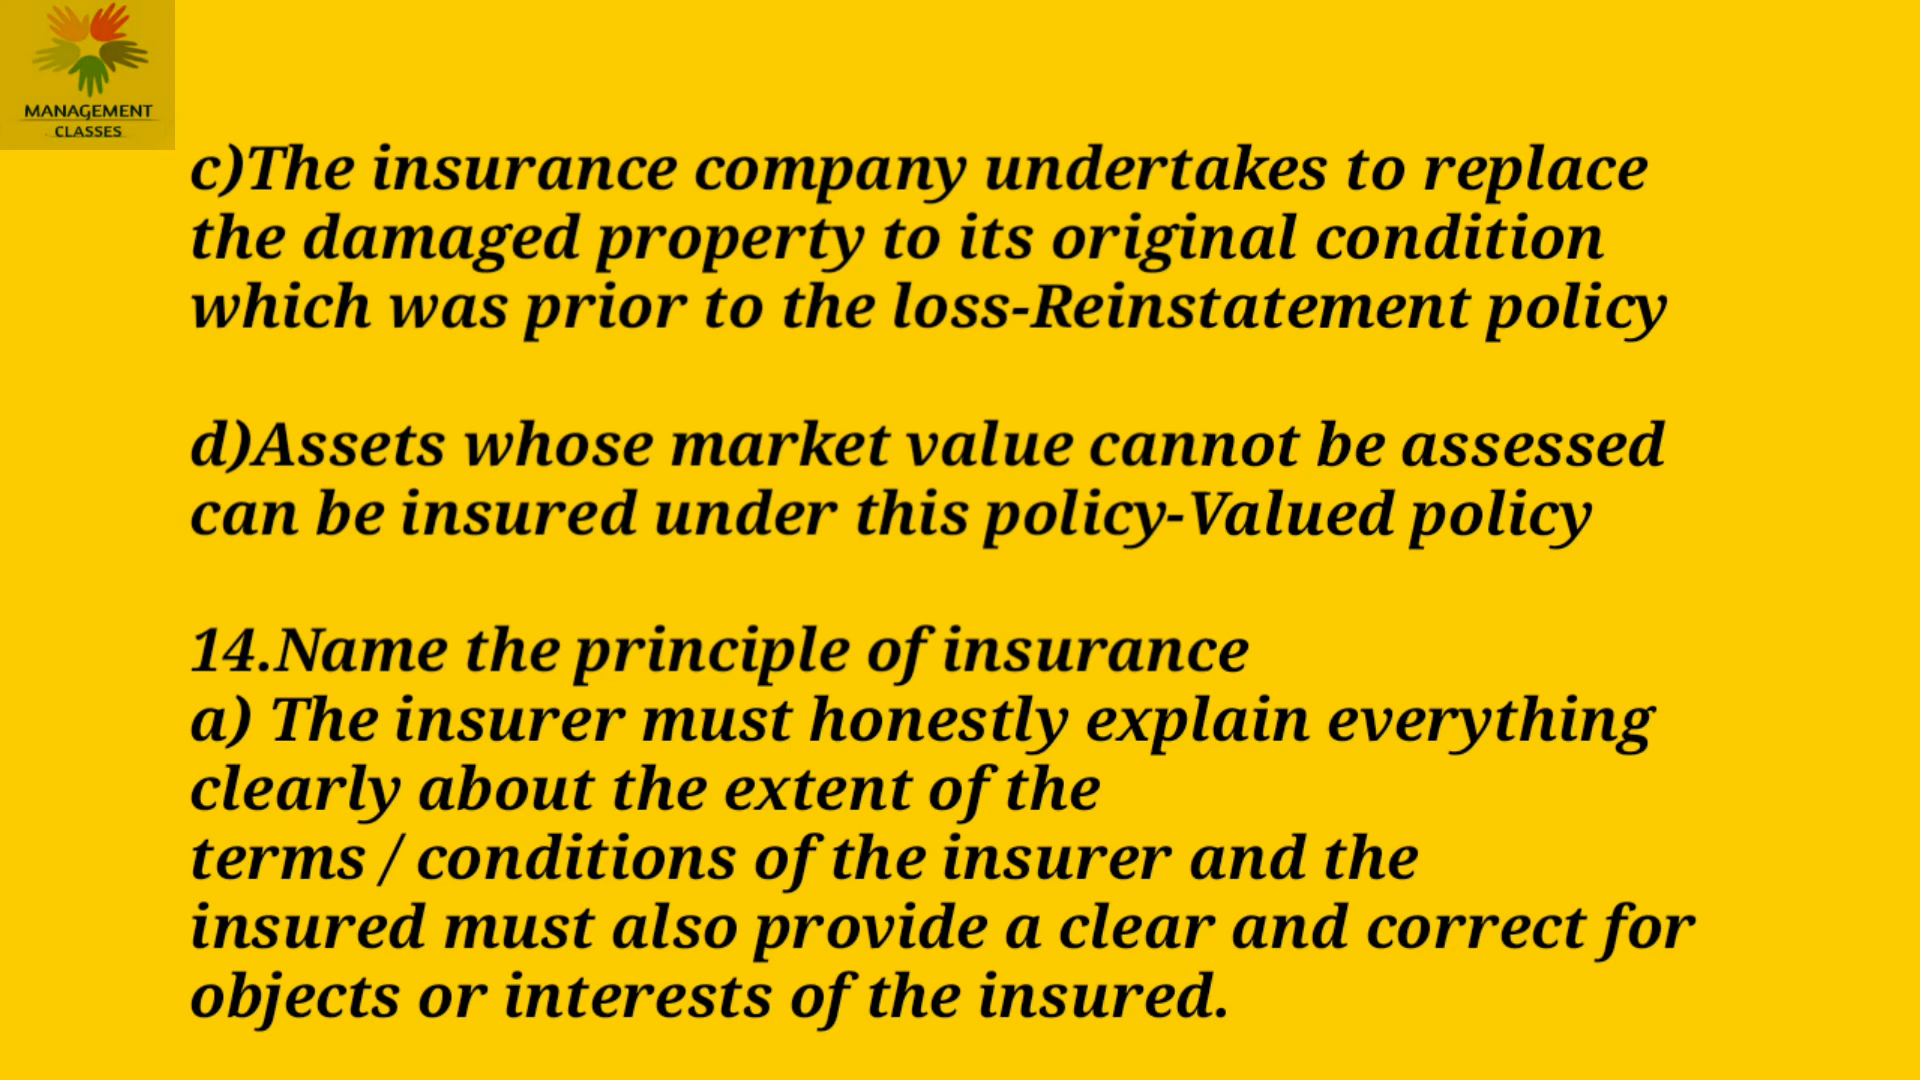 MANAGEMENT
CLASSES
c)The insurance company undertakes to replace
the damaged property to its original condition
which was prior to the loss-Reinstatement policy
d)Assets whose market value cannot be assessed
can be insured under this policy-Valued policy
14.Name the principle of insurance
a) The insurer must honestly explain everything
clearly about the extent of the
terms / conditions of the insurer and the
insured must also provide a clear and correct for
objects or interests of the insured.